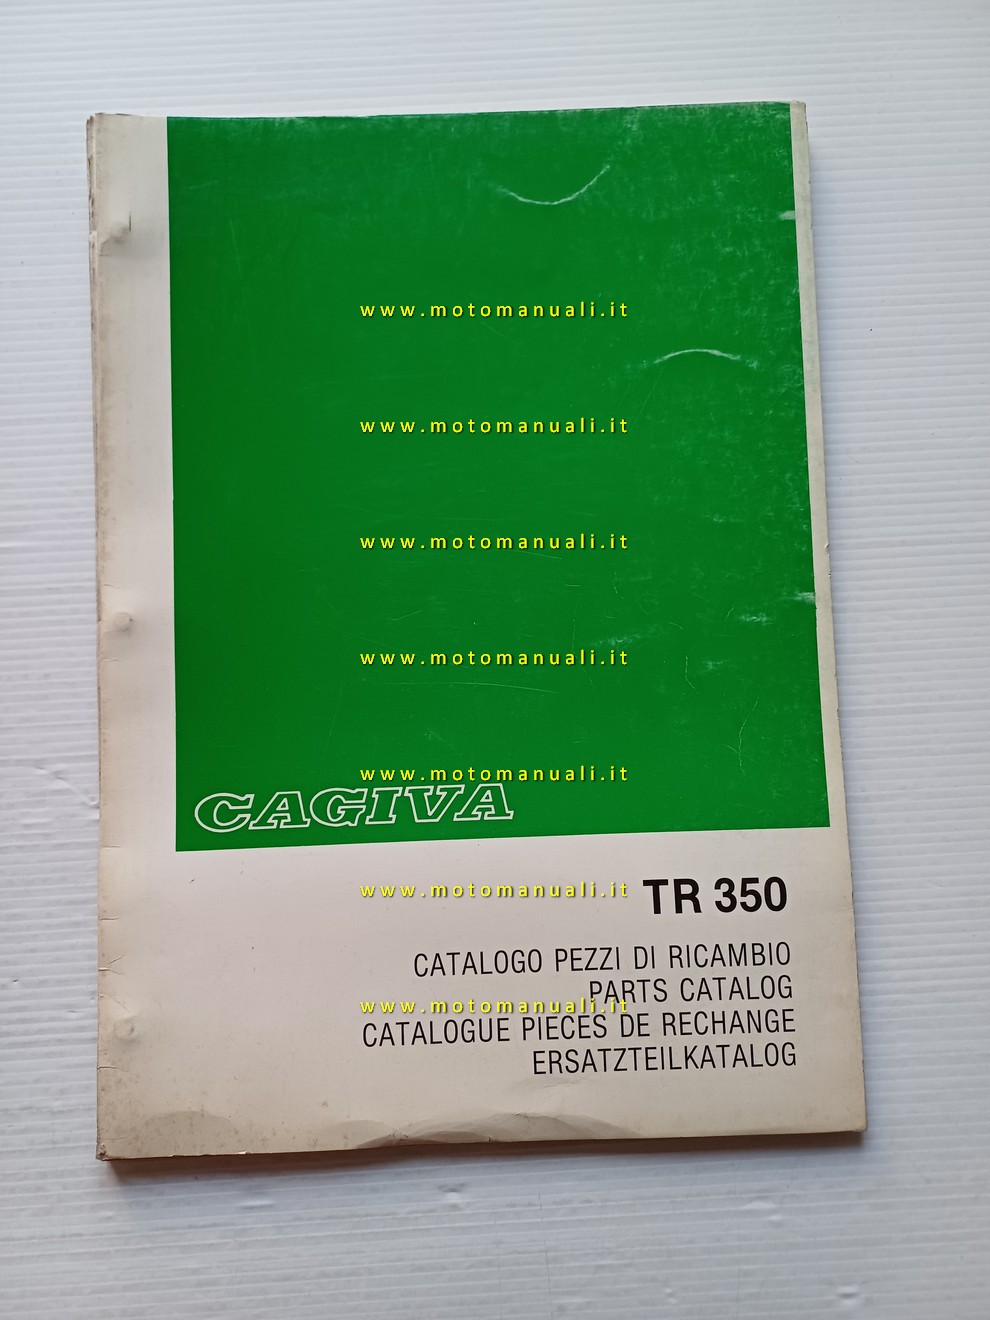 www.motomanuali.it
www.motomanuali.it
www.motomanuali.it
www.motomanuali.it
www.motomanuali.it
CAGIVA
www.motomanuali.it
TR 350
CATALOGO PEZZI DI RICAMBIO
PARTS CATALOG
www.motomanuali.it
CATALOGUE PIECES DE RECHANGE
ERSATZTEILKATALOG